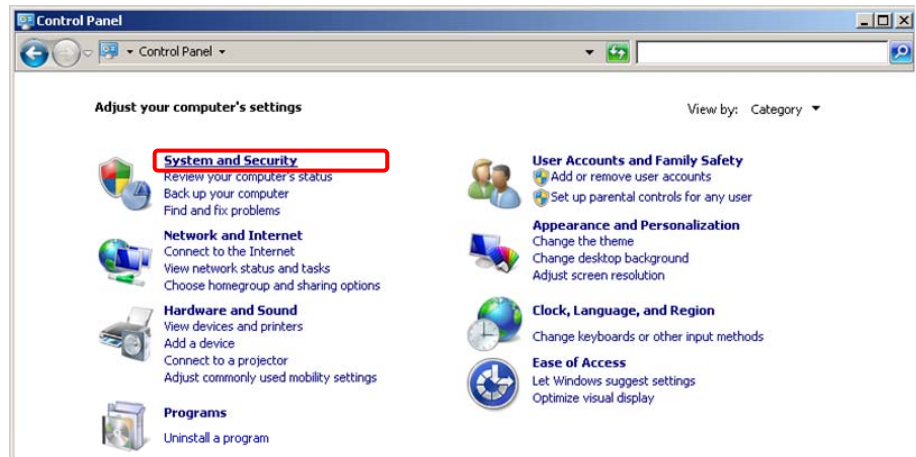 Control Panel
Control Panel
Adjust your computer's settings
View by: Category
System and Security
Review your computer's status
Back up your computer
Find and fix problems
Network and Internet
Connect to the Internet
View network status and tasks
Choose homegroup and sharing options
Hardware and Sound
View devices and printers
Add a device
Connect to a projector
Adjust commonly used mobility settings
Programs
Uninstall a program
User Accounts and Family Safety
Add or remove user accounts
Set up parental controls for any user
Appearance and Personalization
Change the theme
Change desktop background
Adjust screen resolution
Clock, Language, and Region
Change keyboards or other input methods
Ease of Access
Let Windows suggest settings
Optimize visual display